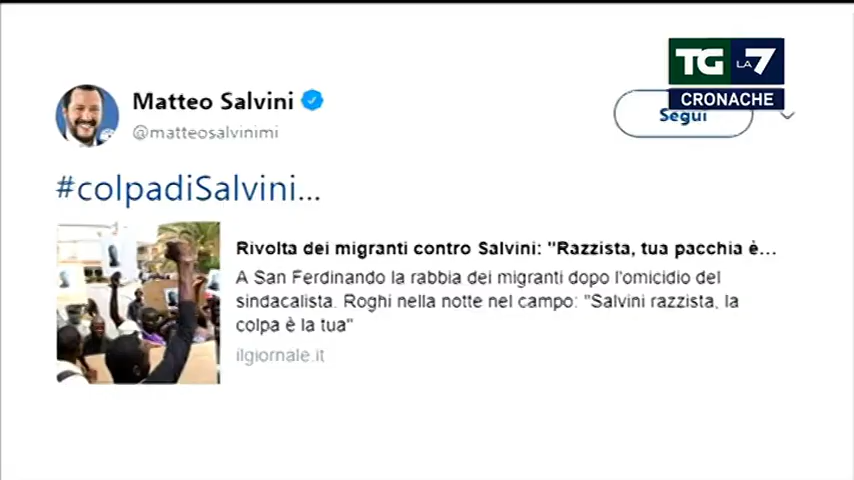 TG LA 7
CRONACHE
Matteo Salvini
@matteosalvinimi
Segui
#colpadiSalvini...
Rivolta dei migranti contro Salvini: "Razzista, tua pacchia è...
A San Ferdinando la rabbia dei migranti dopo l'omicidio del
sindacalista. Roghi nella notte nel campo: "Salvini razzista, la
colpa è la tua"
ilgiornale.it